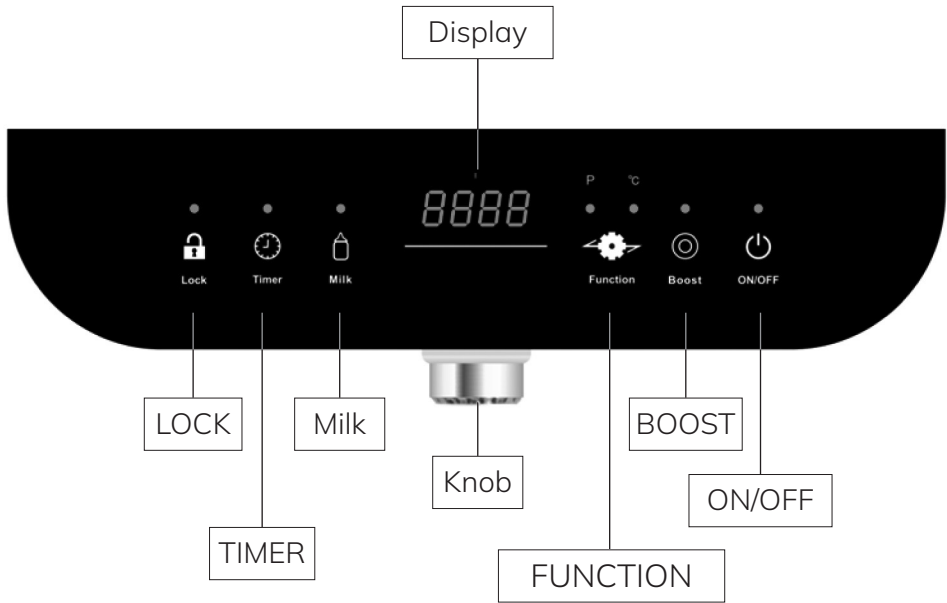 Display
P °C
8888
Lock Timer Milk Function Boost ON/OFF
LOCK Milk BOOST
Knob ON/OFF
TIMER FUNCTION